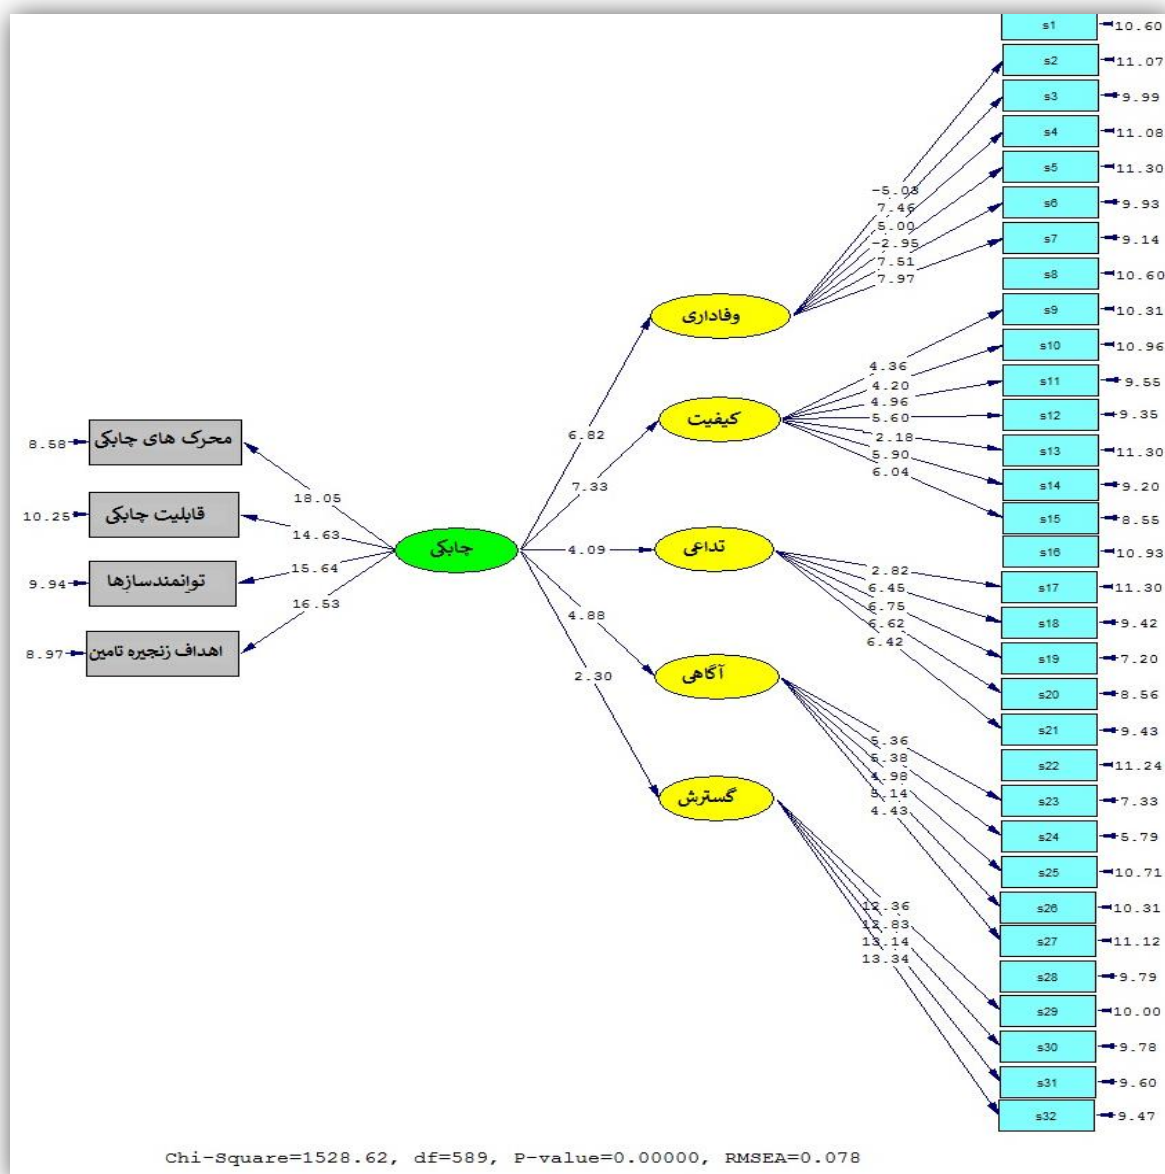 s1 10.60
s2 11.07
s3 9.99
s4 11.08
s5 11.30
s6 9.93
s7 9.14
s8 10.60
s9 10.31
s10 10.96
s11 9.55
s12 9.35
s13 11.30
s14 9.20
s15 8.55
s16 10.93
s17 11.30
s18 9.42
s19 7.20
s20 8.56
s21 9.43
s22 11.24
s23 7.33
s24 5.79
s25 10.71
s26 10.31
s27 11.12
s28 9.79
s29 10.00
s30 9.78
s31 9.60
s32 9.47
-5.03
7.46
5.00
-2.95
7.51
7.97
وفاداری
4.36
4.20
4.96
5.60
2.18
5.90
6.04
کیفیت
2.82
6.45
6.75
6.62
6.42
تداعی
5.36
5.38
4.98
5.14
4.43
آگاهی
12.36
12.83
13.14
13.34
گسترش
6.82
7.33
4.09
4.88
2.30
چابکی
18.05
14.63
15.64
16.53
8.58 محرک های چابکی
10.25 قابلیت چابکی
9.94 توانمندسازها
8.97 اهداف زنجیره تامین
Chi-Square=1528.62, df=589, P-value=0.00000, RMSEA=0.078